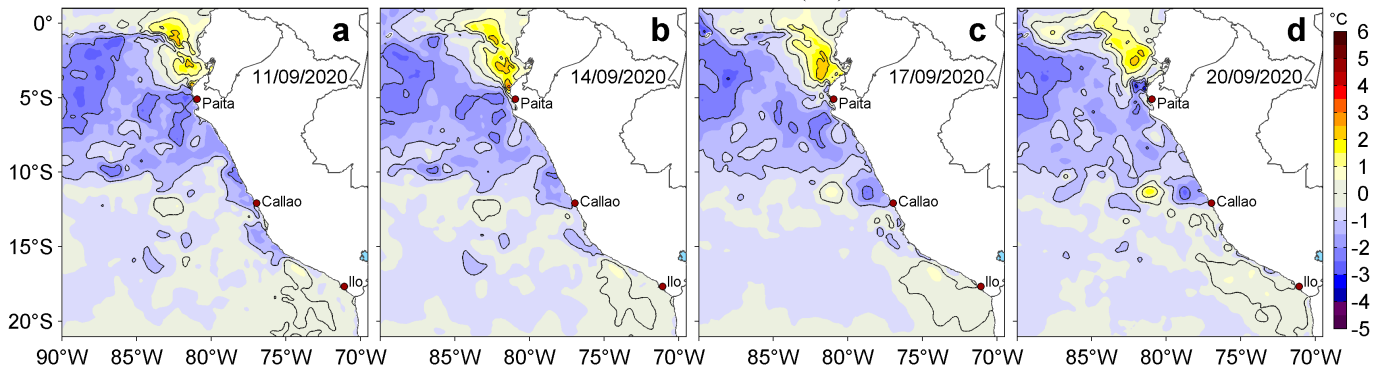 a
b
c
d
°C
11/09/2020
14/09/2020
17/09/2020
20/09/2020
Paita
Paita
Paita
Paita
Callao
Callao
Callao
Callao
Ilo
Ilo
Ilo
Ilo
0°
5°S
10°S
15°S
20°S
90°W 85°W 80°W 75°W 70°W
85°W 80°W 75°W 70°W
85°W 80°W 75°W 70°W
85°W 80°W 75°W 70°W
6
5
4
3
2
1
0
-1
-2
-3
-4
-5